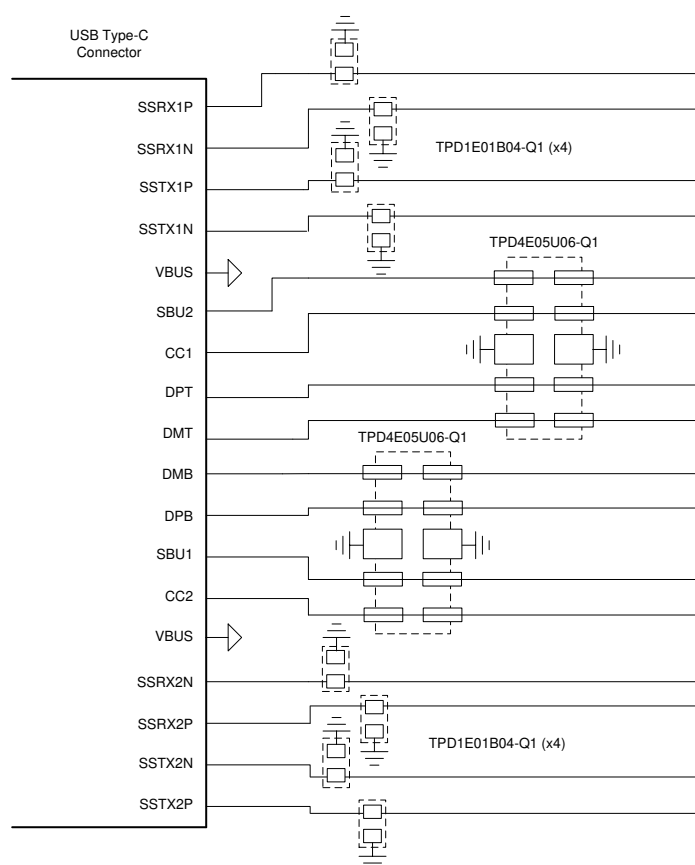 USB Type-C
Connector
SSRX1P
SSRX1N
TPD1E01B04-Q1 (x4)
SSTX1P
SSTX1N
TPD4E05U06-Q1
VBUS
SBU2
CC1
DPT
DMT
TPD4E05U06-Q1
DMB
DPB
SBU1
CC2
VBUS
SSRX2N
SSRX2P
TPD1E01B04-Q1 (x4)
SSTX2N
SSTX2P